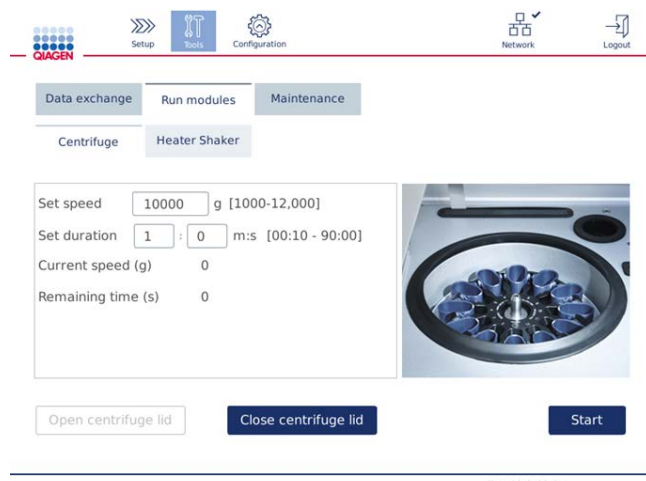 QIAGEN
Setup
Tools
Configuration
Network
Logout
Data exchange
Run modules
Maintenance
Centrifuge
Heater Shaker
Set speed 10000 g [1000-12,000]
Set duration 1 : 0 m:s [00:10 - 90:00]
Current speed (g) 0
Remaining time (s) 0
Open centrifuge lid
Close centrifuge lid
Start